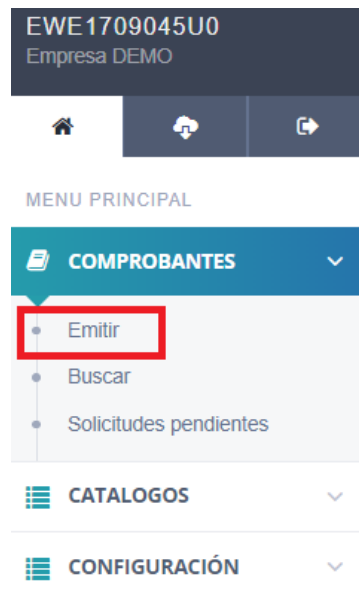 EWE1709045U0
Empresa DEMO
MENU PRINCIPAL
COMPROBANTES
Emitir
Buscar
Solicitudes pendientes
CATALOGOS
CONFIGURACIÓN